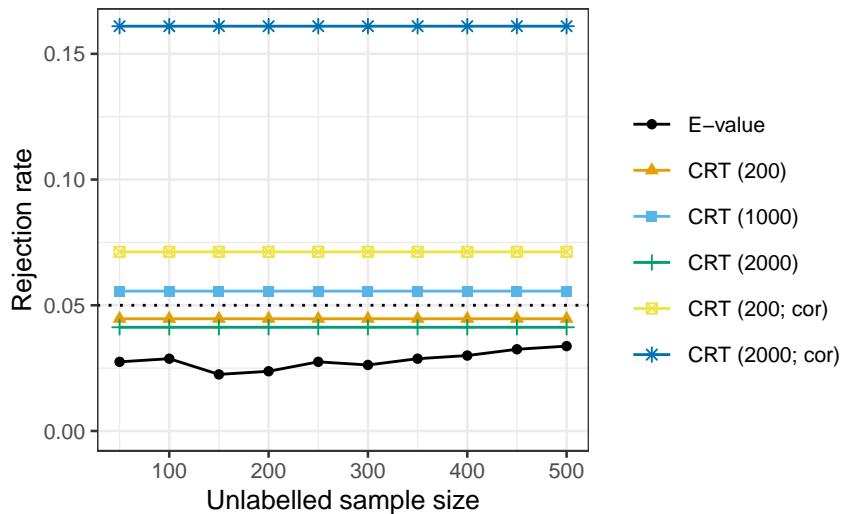 0.15
0.10
0.05
0.00
Rejection rate
100
200
300
400
500
Unlabelled sample size
E−value
CRT (200)
CRT (1000)
CRT (2000)
CRT (200; cor)
CRT (2000; cor)